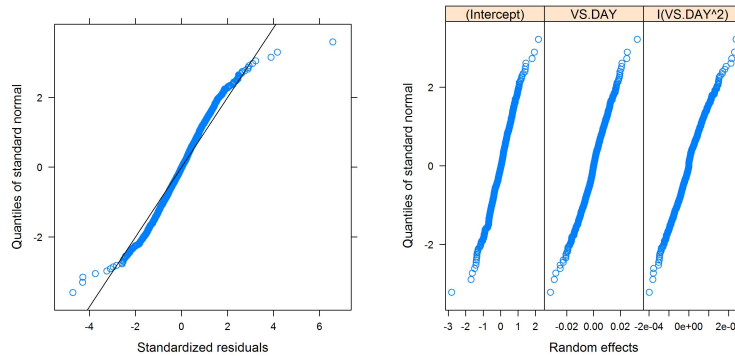 (Intercept) VS.DAY I(VS.DAY^2)
Quantiles of standard normal
2
0
-2
-4 -2 0 2 4 6
Standardized residuals
Quantiles of standard normal
2
0
-2
-3 -2 -1 0 1 2 -0.02 0.00 0.02 -2e-04 0e+00 2e-0
Random effects